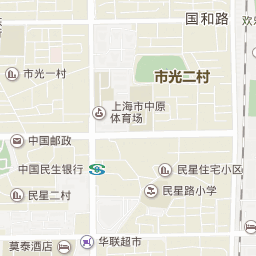 国和路
欢
市光一村
市光二村
上海市中原
体育场
中国邮政
中国民生银行
民星住宅小区
民星二村
民星路小学
莫泰酒店
华联超市